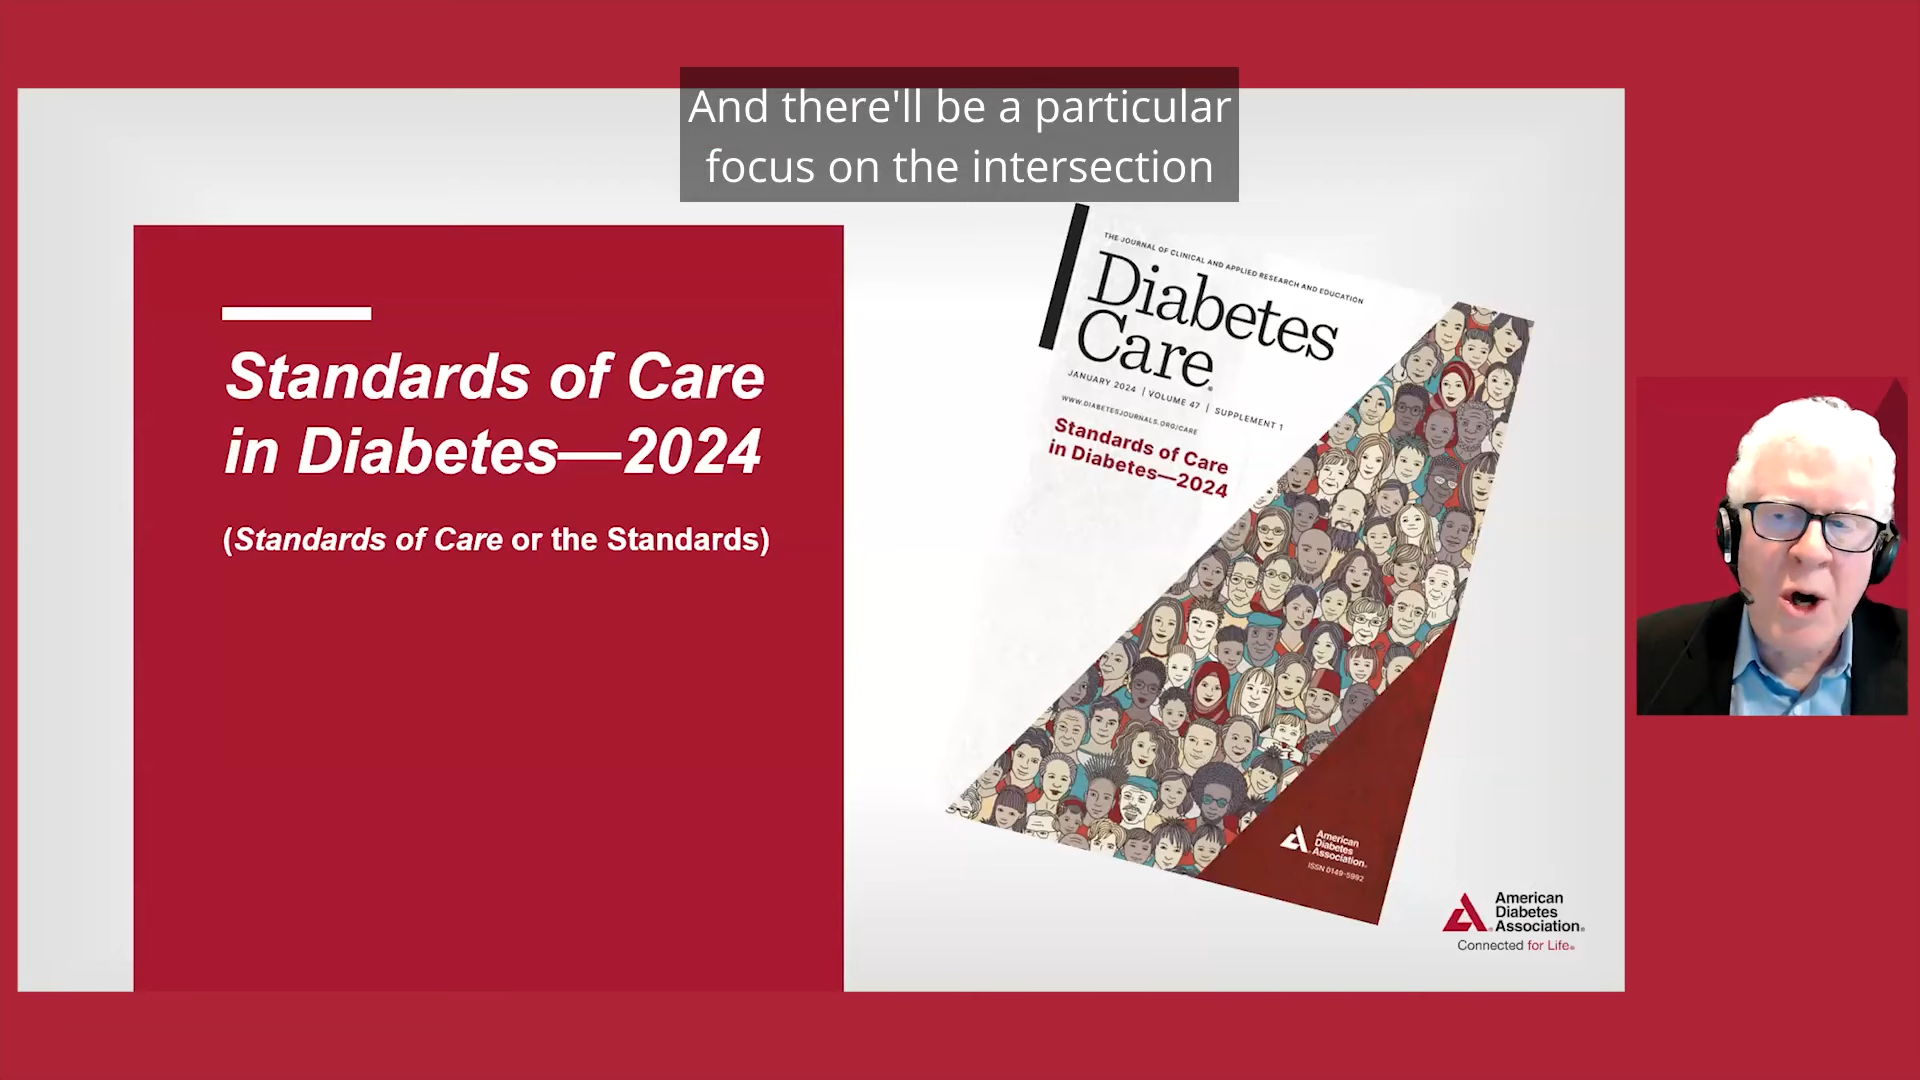 And there'll be a particular
focus on the intersection
Standards of Care
in Diabetes—2024
(Standards of Care or the Standards)
THE JOURNAL OF CLINICAL AND APPLIED RESEARCH AND EDUCATION
Diabetes
Care®
JANUARY 2024 | VOLUME 47 | SUPPLEMENT 1
WWW.DIABETESJOURNALS.ORG/CARE
Standards of Care
in Diabetes—2024
American
Diabetes
Association®
ISSN 0149-5992
American
Diabetes
Association®
Connected for Life®